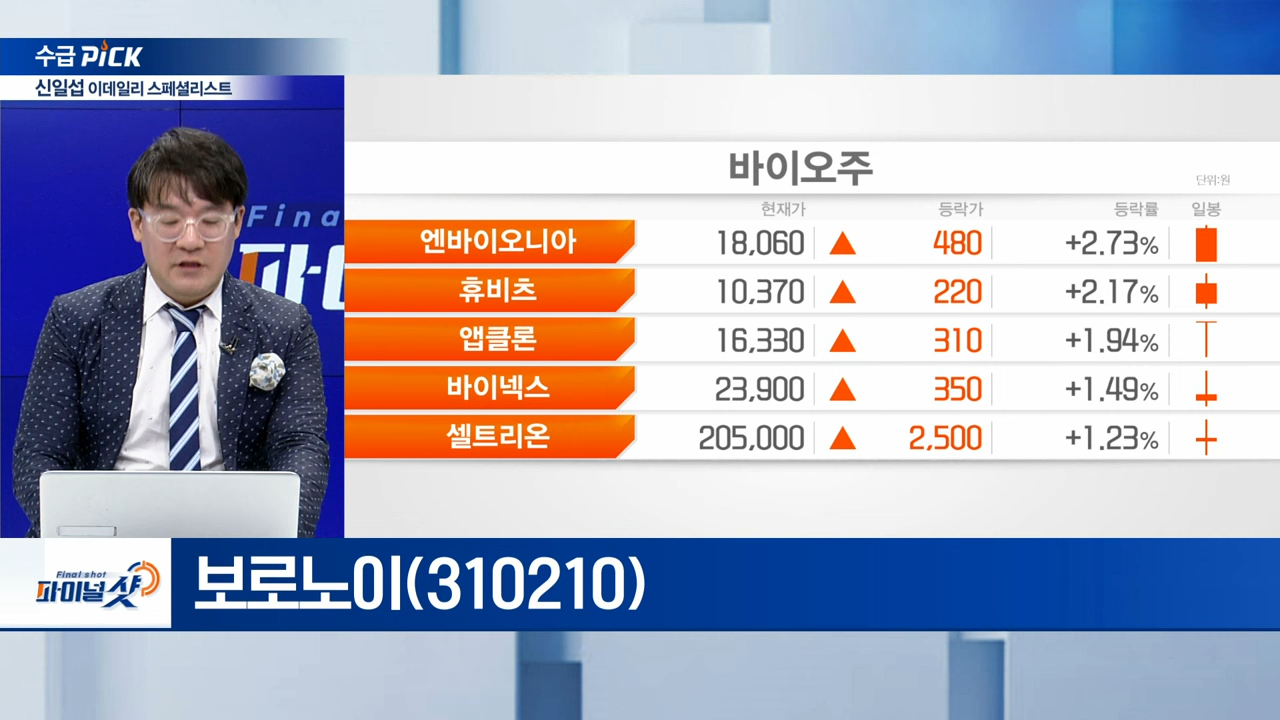 수급 PiCK
신일섭 이데일리 스페셜리스트
Fina
파이
바이오주
단위:원
현재가 등락가 등락률 일봉
엔바이오니아 18,060 ▲ 480 +2.73%
휴비츠 10,370 ▲ 220 +2.17%
앱클론 16,330 ▲ 310 +1.94%
바이넥스 23,900 ▲ 350 +1.49%
셀트리온 205,000 ▲ 2,500 +1.23%
Final shot
파이널샷
보로노이(310210)